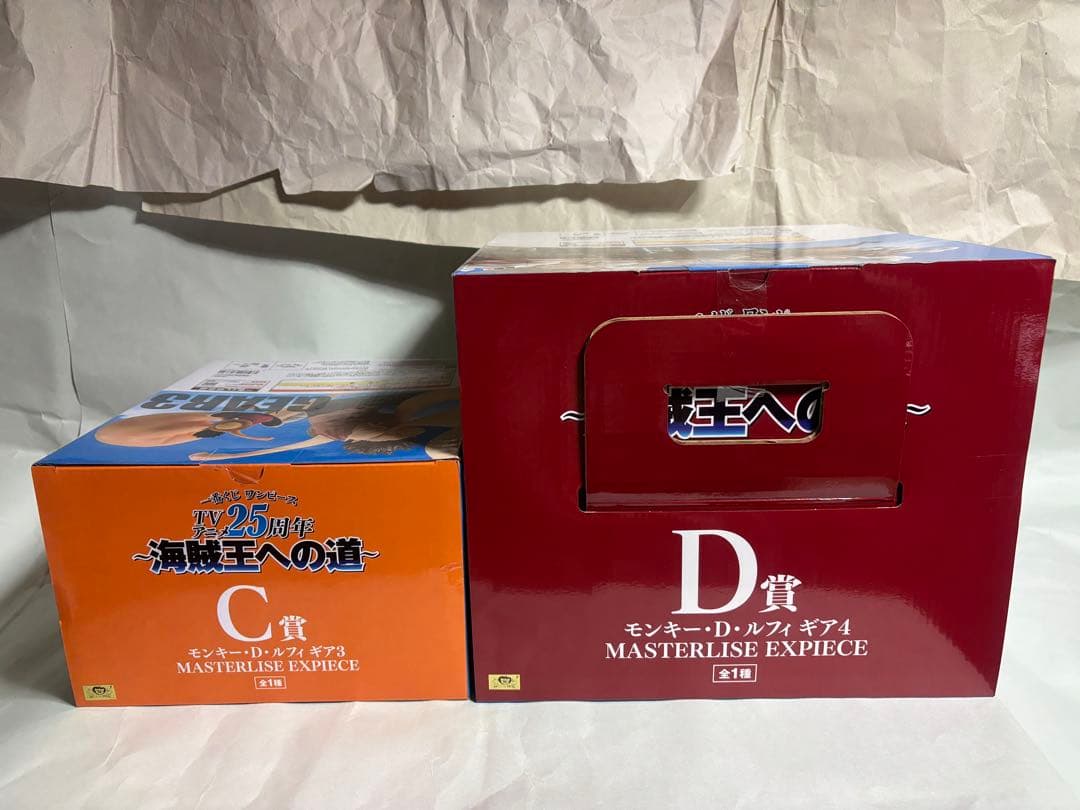 GEAR3
一番くじ ワンピース
TV
アニメ25周年
～海賊王への道～
C賞
モンキー・D・ルフィ ギア3
MASTERLISE EXPIECE
全1種
～賊王への～
D賞
モンキー・D・ルフィ ギア4
MASTERLISE EXPIECE
全1種